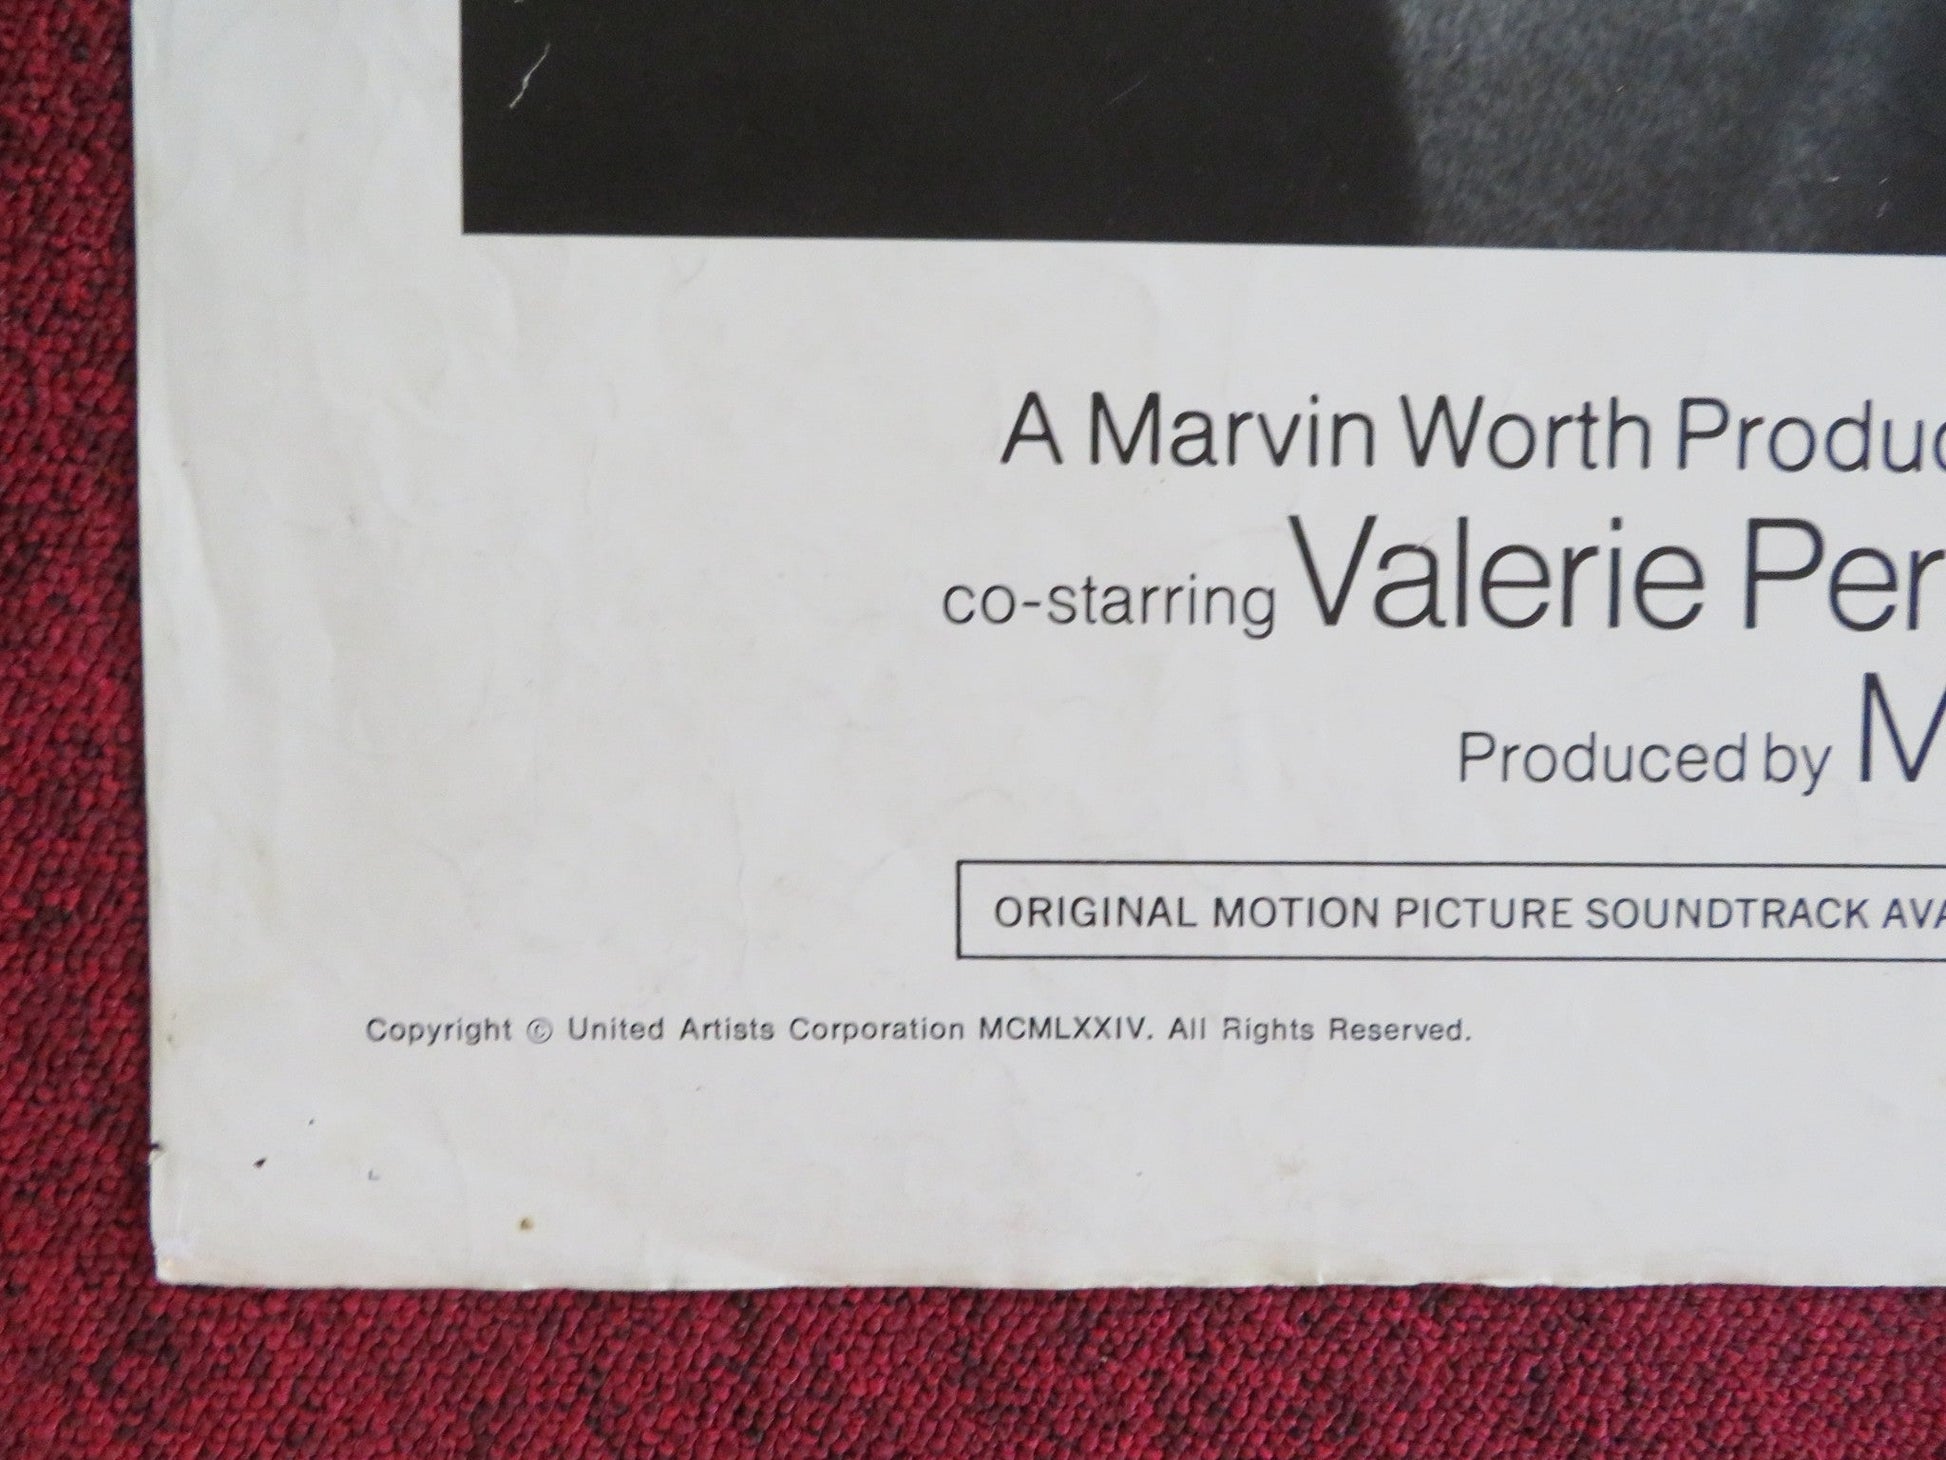 A Marvin Worth Produc
co-starring Valerie Per
Produced by M
ORIGINAL MOTION PICTURE SOUNDTRACK AVA
Copyright © United Artists Corporation MCMLXXIV. All Rights Reserved.